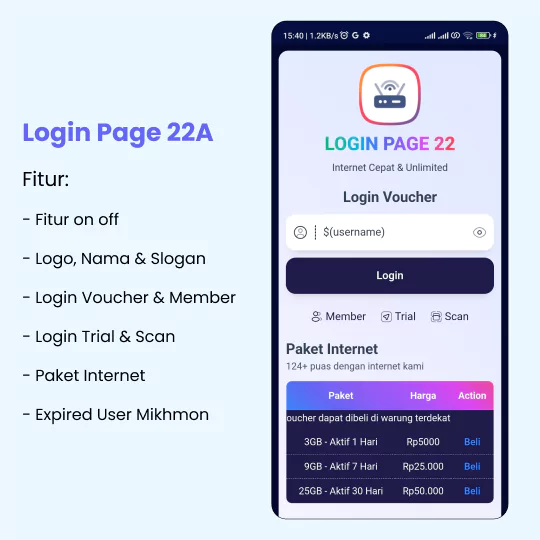 Login Page 22A
Fitur:
- Fitur on off
- Logo, Nama & Slogan
- Login Voucher & Member
- Login Trial & Scan
- Paket Internet
- Expired User Mikhmon
15:40 | 1.2KB/s G
LOGIN PAGE 22
Internet Cepat & Unlimited
Login Voucher
$(username)
Login
Member Trial Scan
Paket Internet
124+ puas dengan internet kami
Paket Harga Action
oucher dapat dibeli di warung terdekat
3GB - Aktif 1 Hari Rp5000 Beli
9GB - Aktif 7 Hari Rp25.000 Beli
25GB - Aktif 30 Hari Rp50.000 Beli